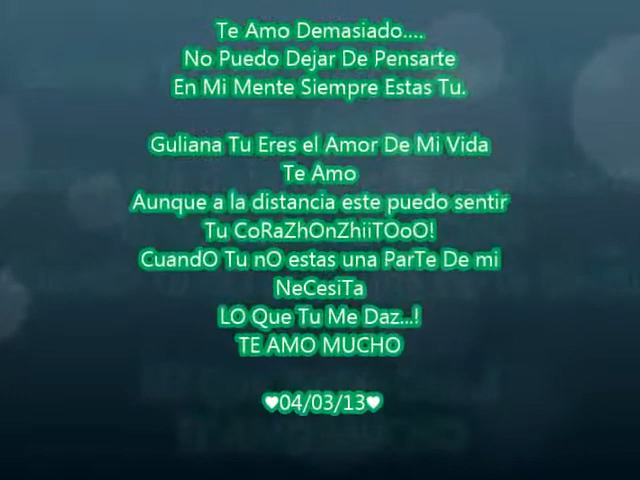 Te Amo Demasiado....
No Puedo Dejar De Pensarte
En Mi Mente Siempre Estas Tu.
Guliana Tu Eres el Amor De Mi Vida
Te Amo
Aunque a la distancia este puedo sentir
Tu CoRaZhOnZhiiTOoO!
CuandO Tu nO estas una ParTe De mi
NeCesiTa
LO Que Tu Me Daz...!
TE AMO MUCHO
♥04/03/13♥